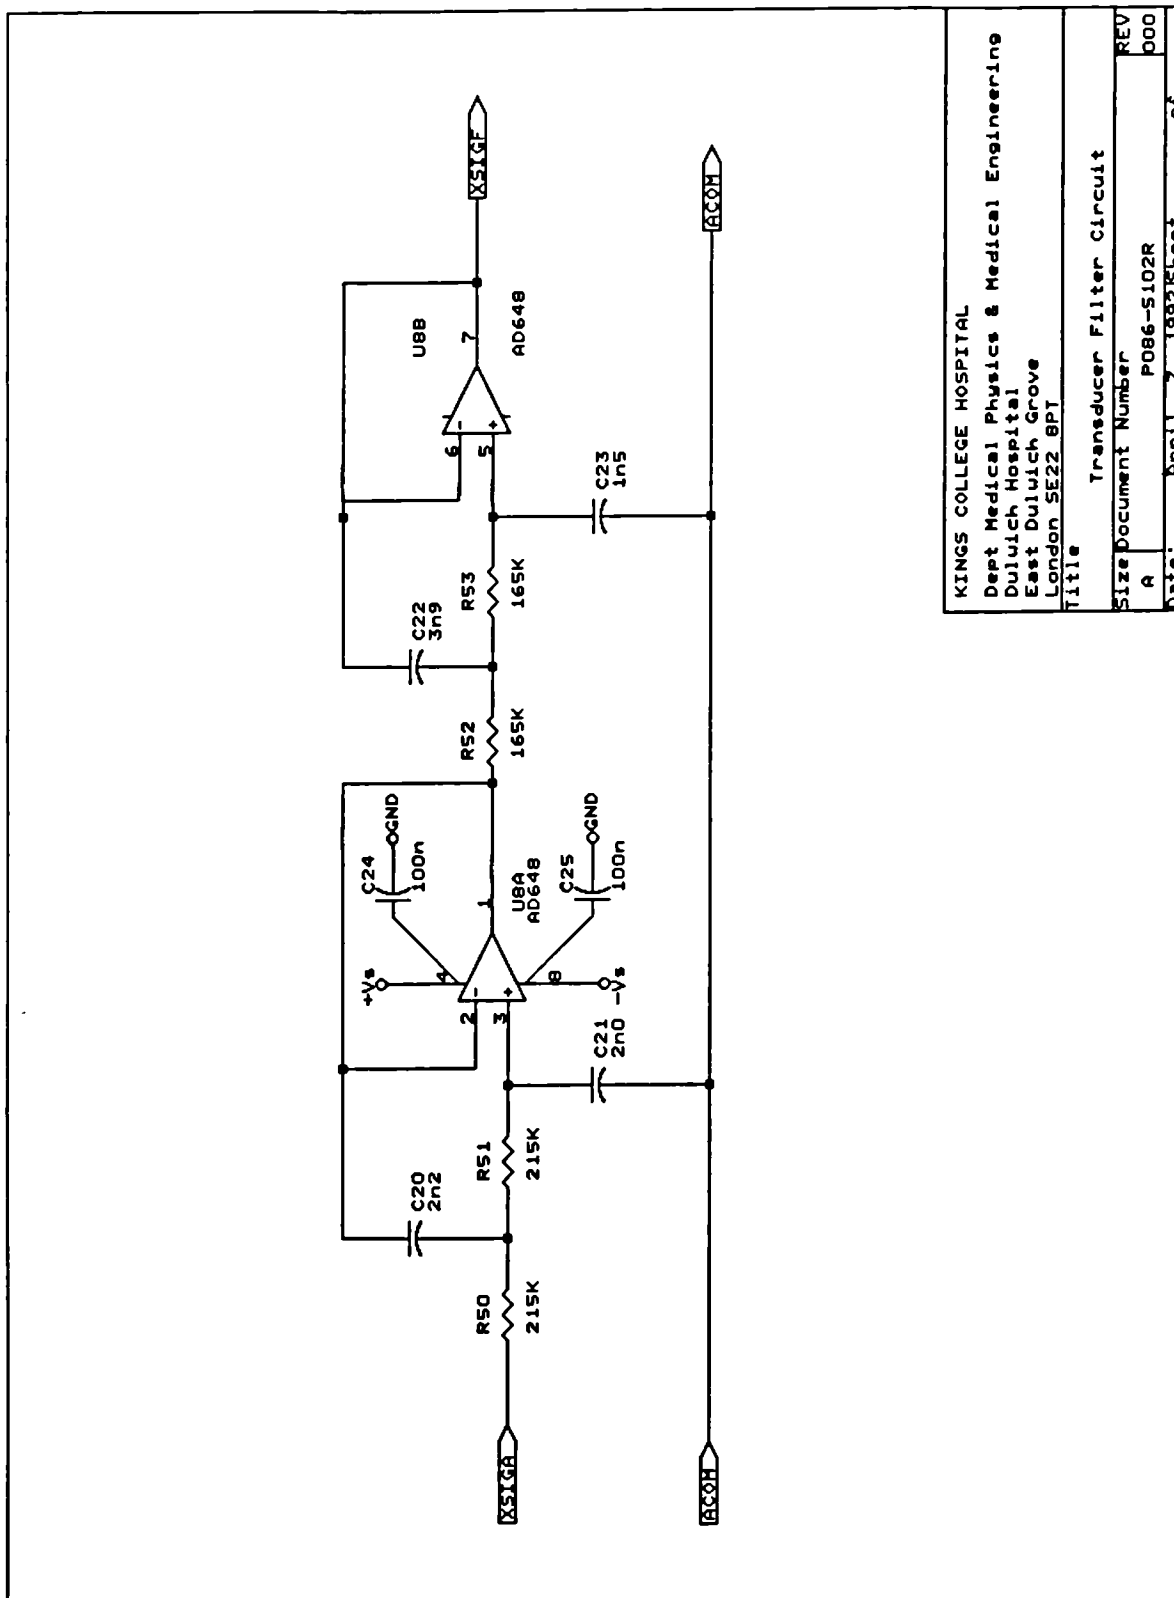 XSIGA
R50
215K
C20
2n2
R51
215K
C21
2n0
2
3
-
+
+Vs
4
8
-Vs
C24
100n
GND
1
U8A
AD648
C25
100n
GND
R52
165K
C22
3n9
R53
165K
C23
1n5
6
5
-
+
U8B
7
AD648
XSIGF
ACOM
ACOM
KINGS COLLEGE HOSPITAL
Dept Medical Physics & Medical Engineering
Dulwich Hospital
East Dulwich Grove
London SE22 8PT
Title
Transducer Filter Circuit
Size Document Number REV
A P086-S102R 000